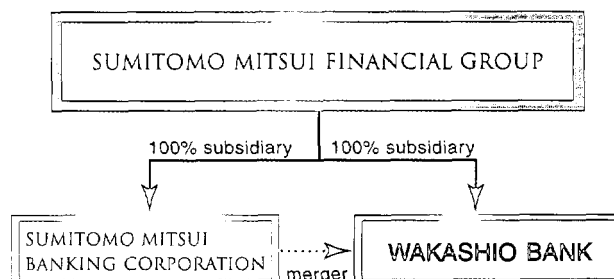 SUMITOMO MITSUI FINANCIAL GROUP
100% subsidiary 100% subsidiary
SUMITOMO MITSUI
BANKING CORPORATION
merger
WAKASHIO BANK